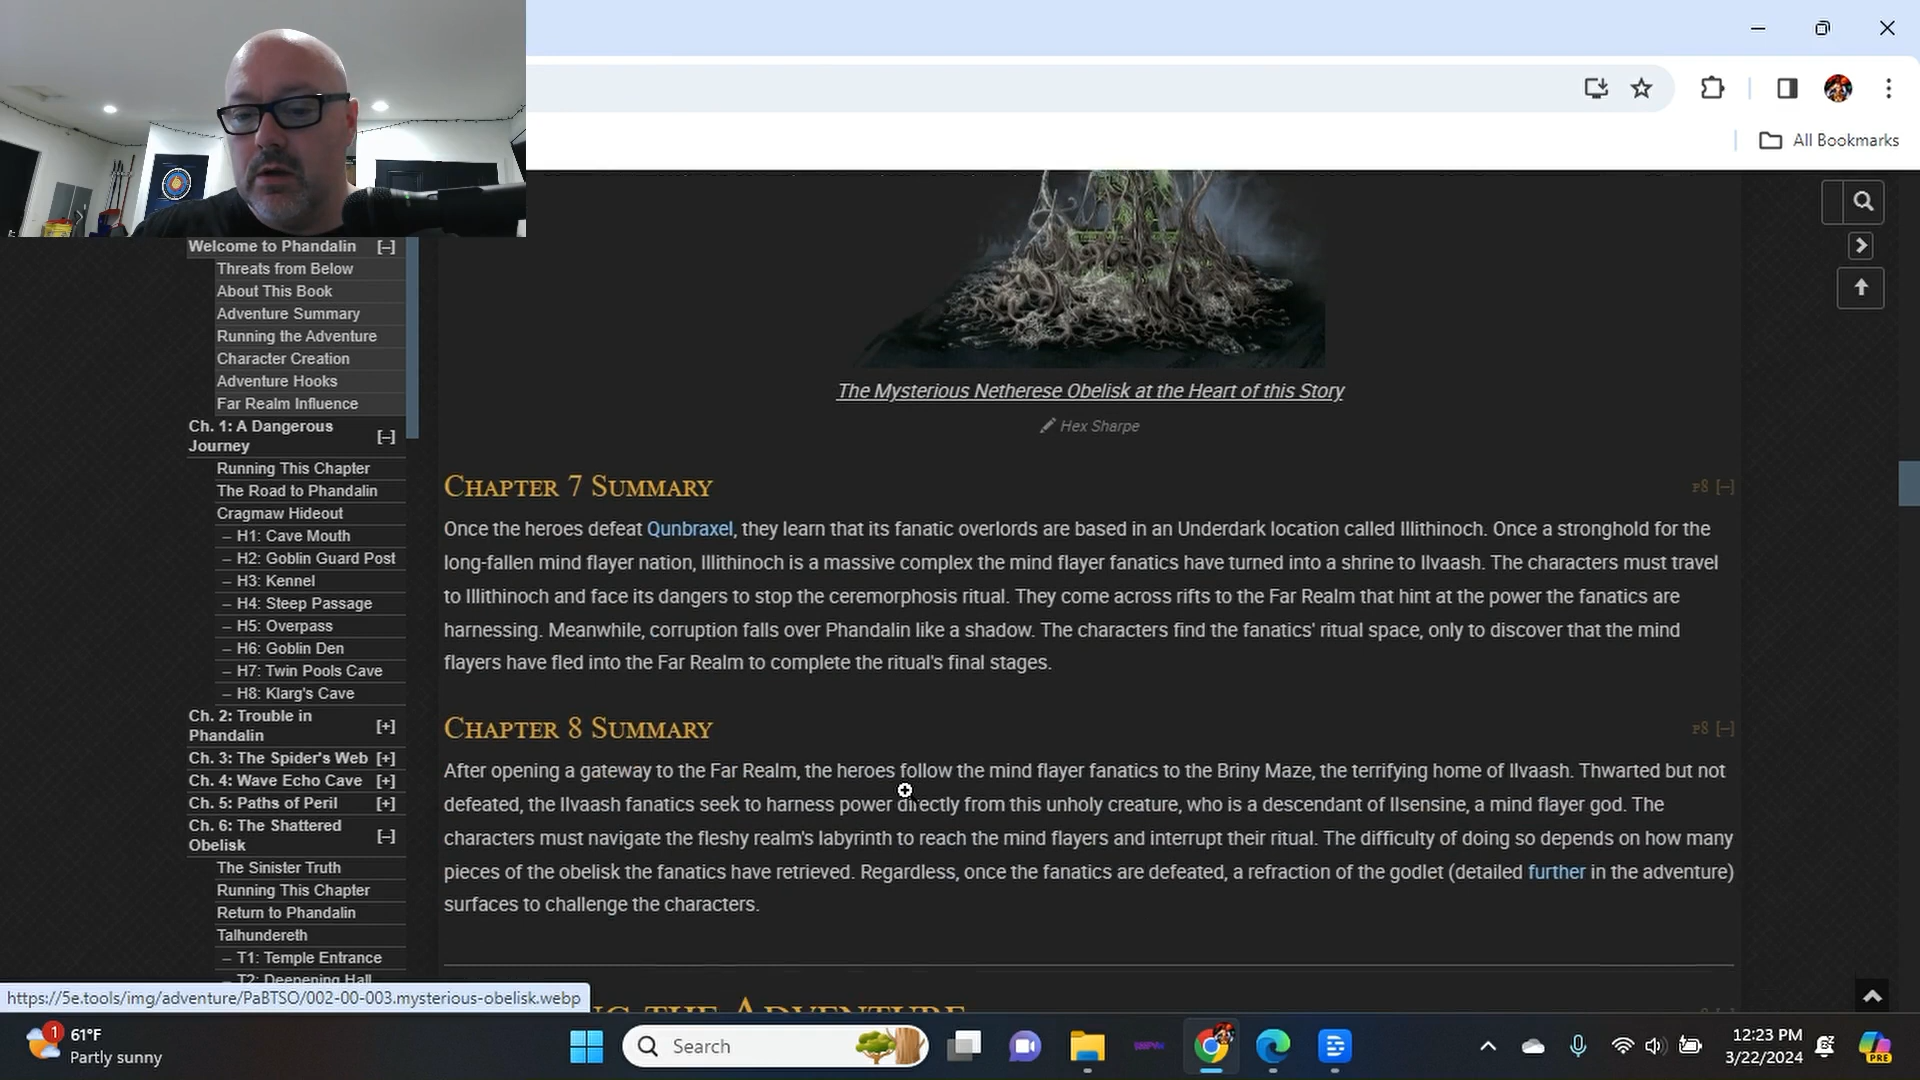 All Bookmarks
Welcome to Phandalin [–]
Threats from Below
About This Book
Adventure Summary
Running the Adventure
Character Creation
Adventure Hooks
Far Realm Influence
Ch. 1: A Dangerous
Journey [–]
Running This Chapter
The Road to Phandalin
Cragmaw Hideout
– H1: Cave Mouth
– H2: Goblin Guard Post
– H3: Kennel
– H4: Steep Passage
– H5: Overpass
– H6: Goblin Den
– H7: Twin Pools Cave
– H8: Klarg's Cave
Ch. 2: Trouble in
Phandalin [+]
Ch. 3: The Spider's Web [+]
Ch. 4: Wave Echo Cave [+]
Ch. 5: Paths of Peril [+]
Ch. 6: The Shattered
Obelisk [–]
The Sinister Truth
Running This Chapter
Return to Phandalin
Talhundereth
– T1: Temple Entrance
– T2: Deepening Hall
The Mysterious Netherese Obelisk at the Heart of this Story
Hex Sharpe
Chapter 7 Summary p8 [–]
Once the heroes defeat Qunbraxel, they learn that its fanatic overlords are based in an Underdark location called Illithinoch. Once a stronghold for the
long-fallen mind flayer nation, Illithinoch is a massive complex the mind flayer fanatics have turned into a shrine to Ilvaash. The characters must travel
to Illithinoch and face its dangers to stop the ceremorphosis ritual. They come across rifts to the Far Realm that hint at the power the fanatics are
harnessing. Meanwhile, corruption falls over Phandalin like a shadow. The characters find the fanatics' ritual space, only to discover that the mind
flayers have fled into the Far Realm to complete the ritual's final stages.
Chapter 8 Summary p8 [–]
After opening a gateway to the Far Realm, the heroes follow the mind flayer fanatics to the Briny Maze, the terrifying home of Ilvaash. Thwarted but not
defeated, the Ilvaash fanatics seek to harness power directly from this unholy creature, who is a descendant of Ilsensine, a mind flayer god. The
characters must navigate the fleshy realm's labyrinth to reach the mind flayers and interrupt their ritual. The difficulty of doing so depends on how many
pieces of the obelisk the fanatics have retrieved. Regardless, once the fanatics are defeated, a refraction of the godlet (detailed further in the adventure)
surfaces to challenge the characters.
ng the Adventure
https://5e.tools/img/adventure/PaBTSO/002-00-003.mysterious-obelisk.webp
1
61°F
Partly sunny
Search
12:23 PM
3/22/2024
PRE